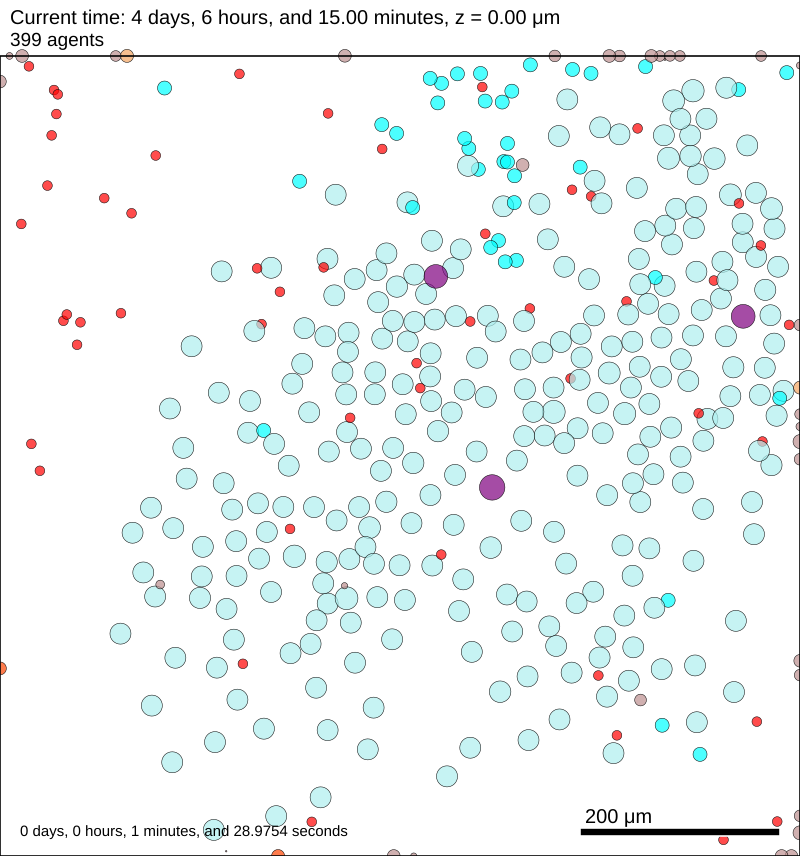 Current time: 4 days, 6 hours, and 15.00 minutes, z = 0.00 μm
399 agents
200 μm
0 days, 0 hours, 1 minutes, and 28.9754 seconds